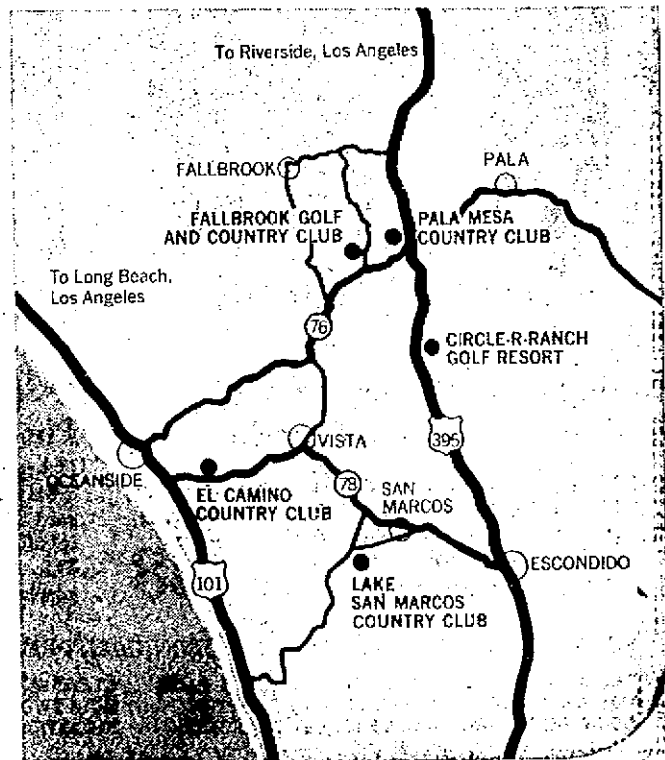 To Riverside, Los Angeles
FALLBROOK
PALA
FALLBROOK GOLF
AND COUNTRY CLUB
PALA MESA
COUNTRY CLUB
To Long Beach,
Los Angeles
76
CIRCLE-R-RANCH
GOLF RESORT
VISTA
395
OCEANSIDE
78
EL CAMINO
COUNTRY CLUB
SAN
MARCOS
101
ESCONDIDO
LAKE
SAN MARCOS
COUNTRY CLUB